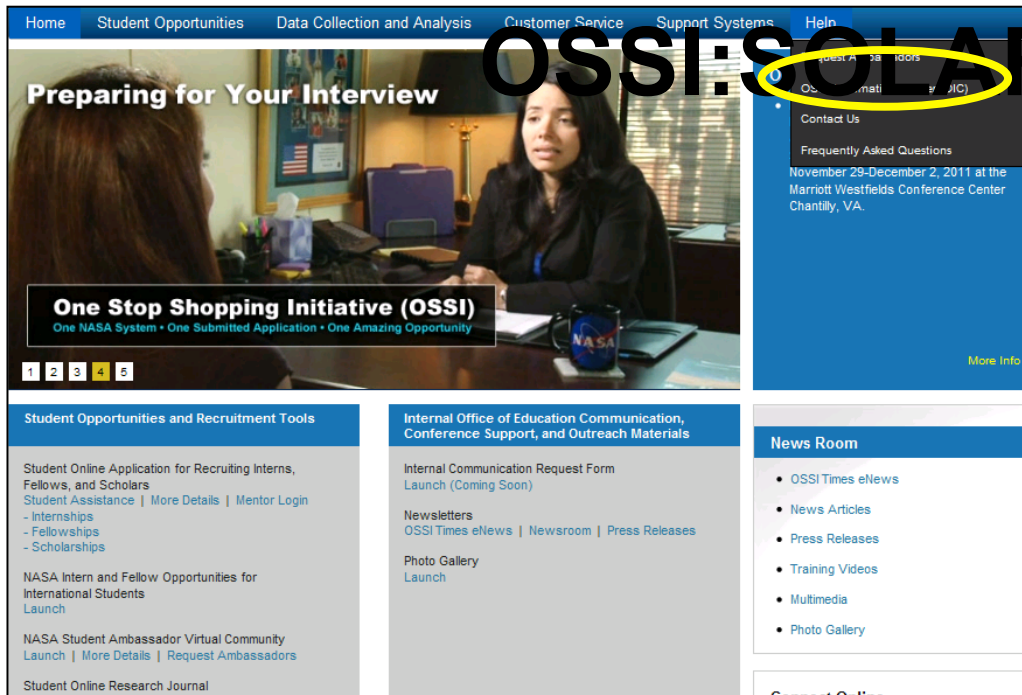 Home Student Opportunities Data Collection and Analysis Customer Service Support Systems Help
OSSI:SOLAR
Request Ambassadors
Contact Us
Frequently Asked Questions
November 29-December 2, 2011 at the
Marriott Westfields Conference Center
Chantilly, VA.
More Info
Preparing for Your Interview
One Stop Shopping Initiative (OSSI)
One NASA System • One Submitted Application • One Amazing Opportunity
NASA
1 2 3 4 5
Student Opportunities and Recruitment Tools
Student Online Application for Recruiting Interns,
Fellows, and Scholars
Student Assistance | More Details | Mentor Login
- Internships
- Fellowships
- Scholarships
NASA Intern and Fellow Opportunities for
International Students
Launch
NASA Student Ambassador Virtual Community
Launch | More Details | Request Ambassadors
Student Online Research Journal
Internal Office of Education Communication,
Conference Support, and Outreach Materials
Internal Communication Request Form
Launch (Coming Soon)
Newsletters
OSSI Times eNews | Newsroom | Press Releases
Photo Gallery
Launch
News Room
• OSSI Times eNews
• News Articles
• Press Releases
• Training Videos
• Multimedia
• Photo Gallery
Connect Online